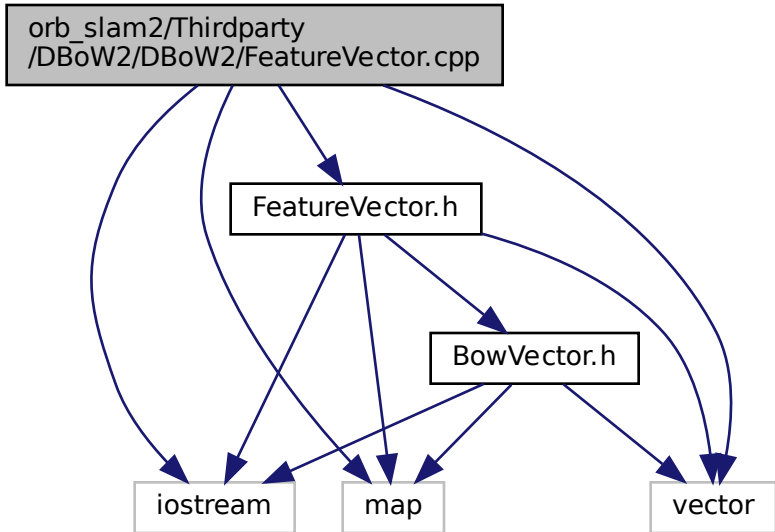 orb_slam2/Thirdparty
/DBoW2/DBoW2/FeatureVector.cpp
FeatureVector.h
BowVector.h
iostream
map
vector